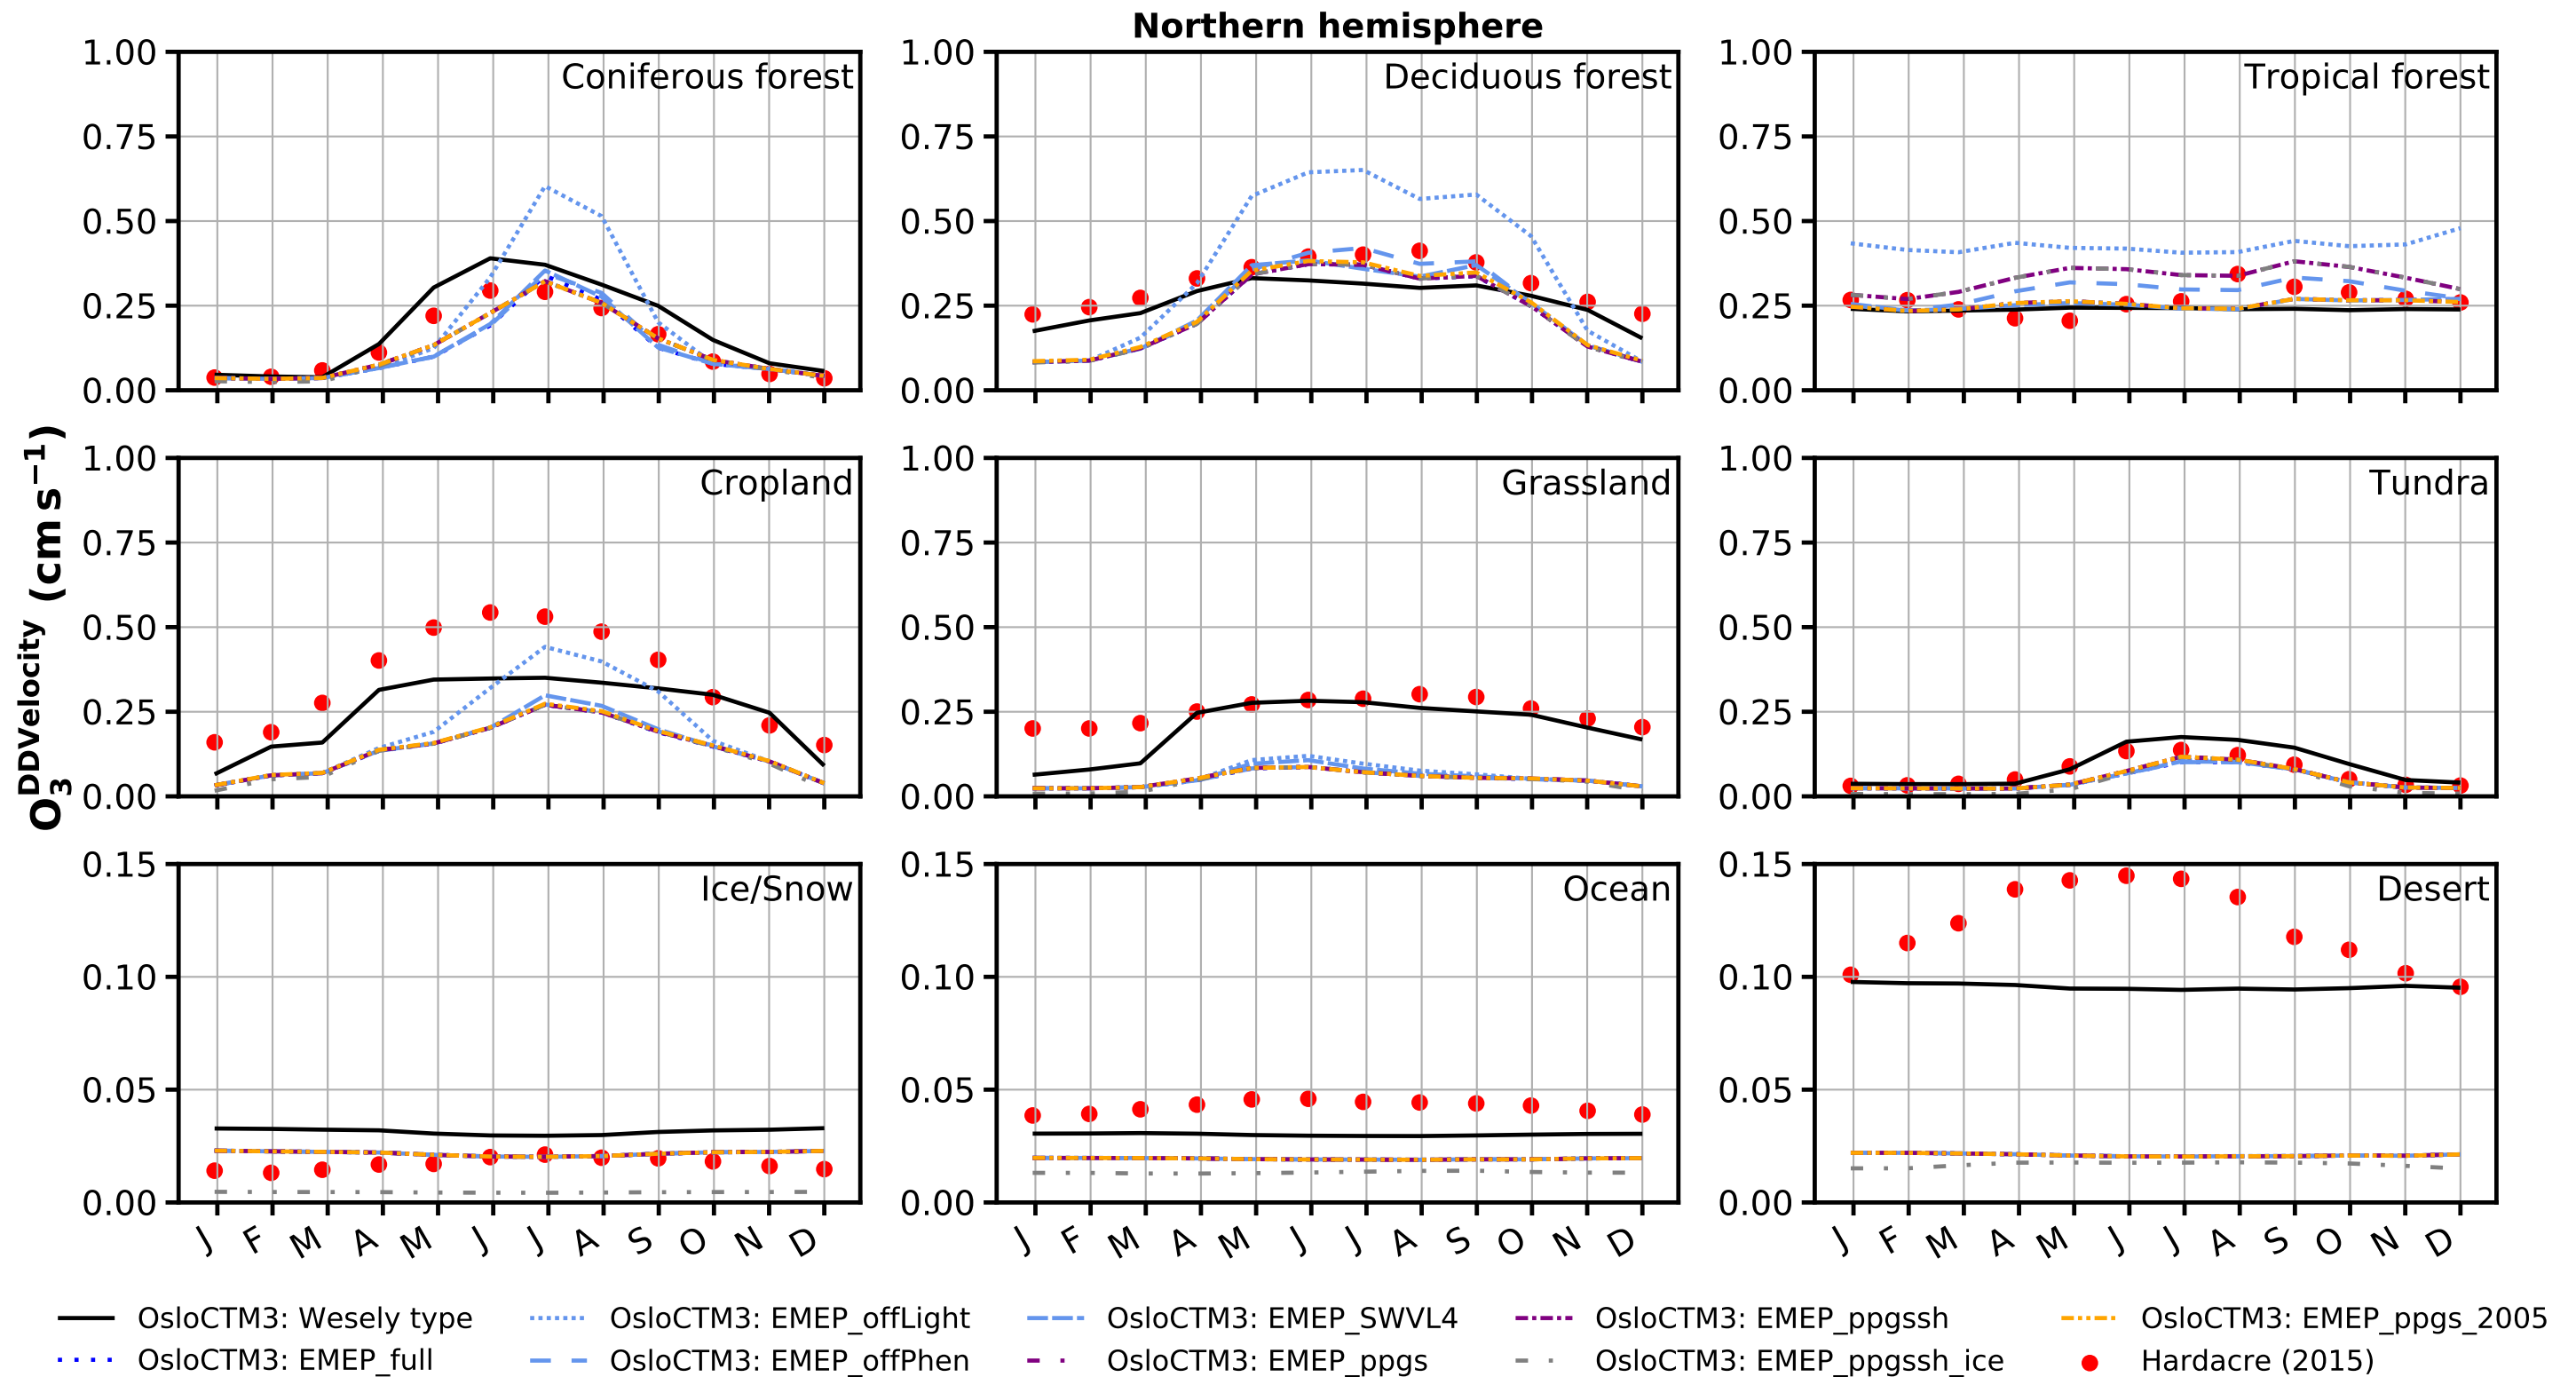 Northern hemisphere
1.00 0.75 0.50 0.25 0.00 Coniferous forest
1.00 0.75 0.50 0.25 0.00 Deciduous forest
1.00 0.75 0.50 0.25 0.00 Tropical forest
O₃^DDVelocity (cm s⁻¹)
1.00 0.75 0.50 0.25 0.00 Cropland
1.00 0.75 0.50 0.25 0.00 Grassland
1.00 0.75 0.50 0.25 0.00 Tundra
0.15 0.10 0.05 0.00 Ice/Snow
0.15 0.10 0.05 0.00 Ocean
0.15 0.10 0.05 0.00 Desert
J F M A M J J A S O N D
J F M A M J J A S O N D
J F M A M J J A S O N D
OsloCTM3: Wesely type
OsloCTM3: EMEP_full
OsloCTM3: EMEP_offLight
OsloCTM3: EMEP_offPhen
OsloCTM3: EMEP_SWVL4
OsloCTM3: EMEP_ppgs
OsloCTM3: EMEP_ppgssh
OsloCTM3: EMEP_ppgssh_ice
OsloCTM3: EMEP_ppgs_2005
Hardacre (2015)